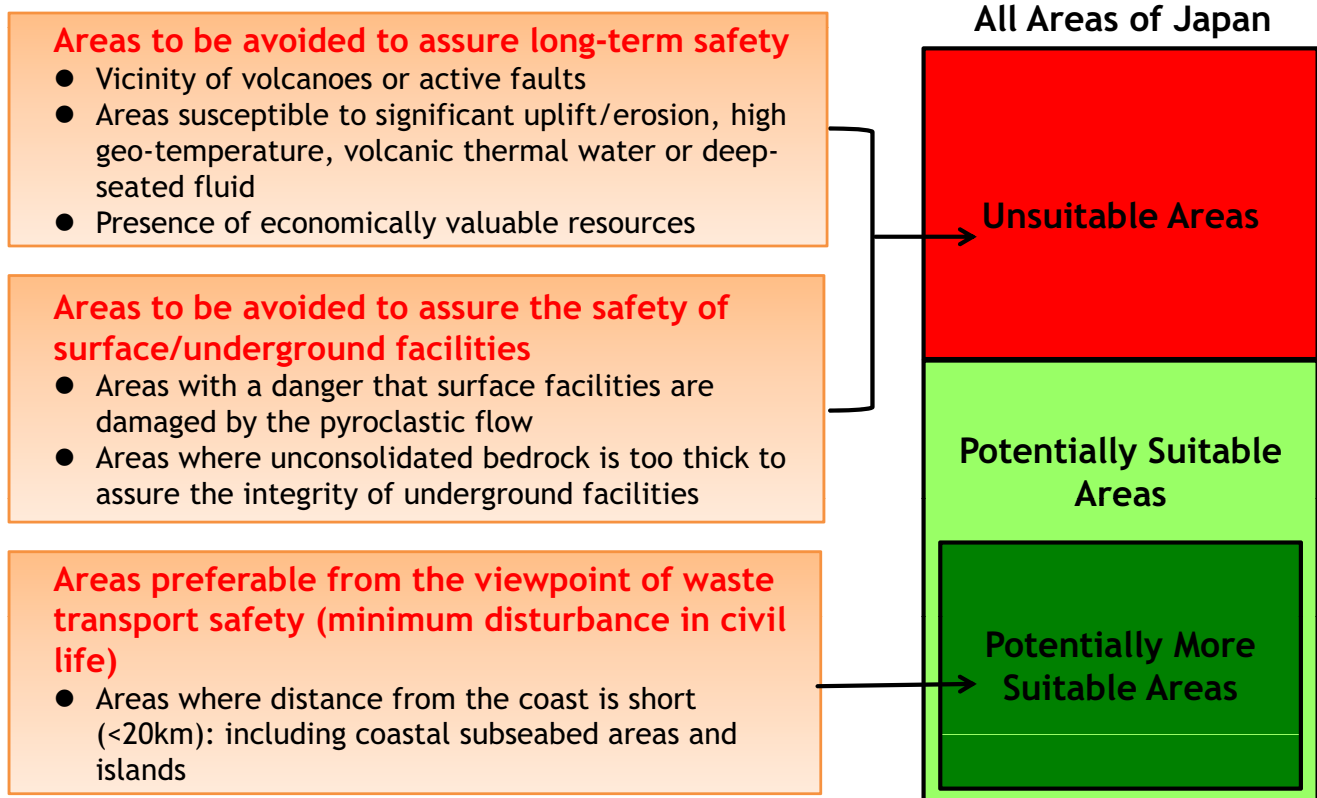 All Areas of Japan
Areas to be avoided to assure long-term safety
● Vicinity of volcanoes or active faults
● Areas susceptible to significant uplift/erosion, high
geo-temperature, volcanic thermal water or deep-
seated fluid
● Presence of economically valuable resources
Unsuitable Areas
Areas to be avoided to assure the safety of
surface/underground facilities
● Areas with a danger that surface facilities are
damaged by the pyroclastic flow
● Areas where unconsolidated bedrock is too thick to
assure the integrity of underground facilities
Potentially Suitable
Areas
Areas preferable from the viewpoint of waste
transport safety (minimum disturbance in civil
life)
● Areas where distance from the coast is short
(<20km): including coastal subseabed areas and
islands
Potentially More
Suitable Areas